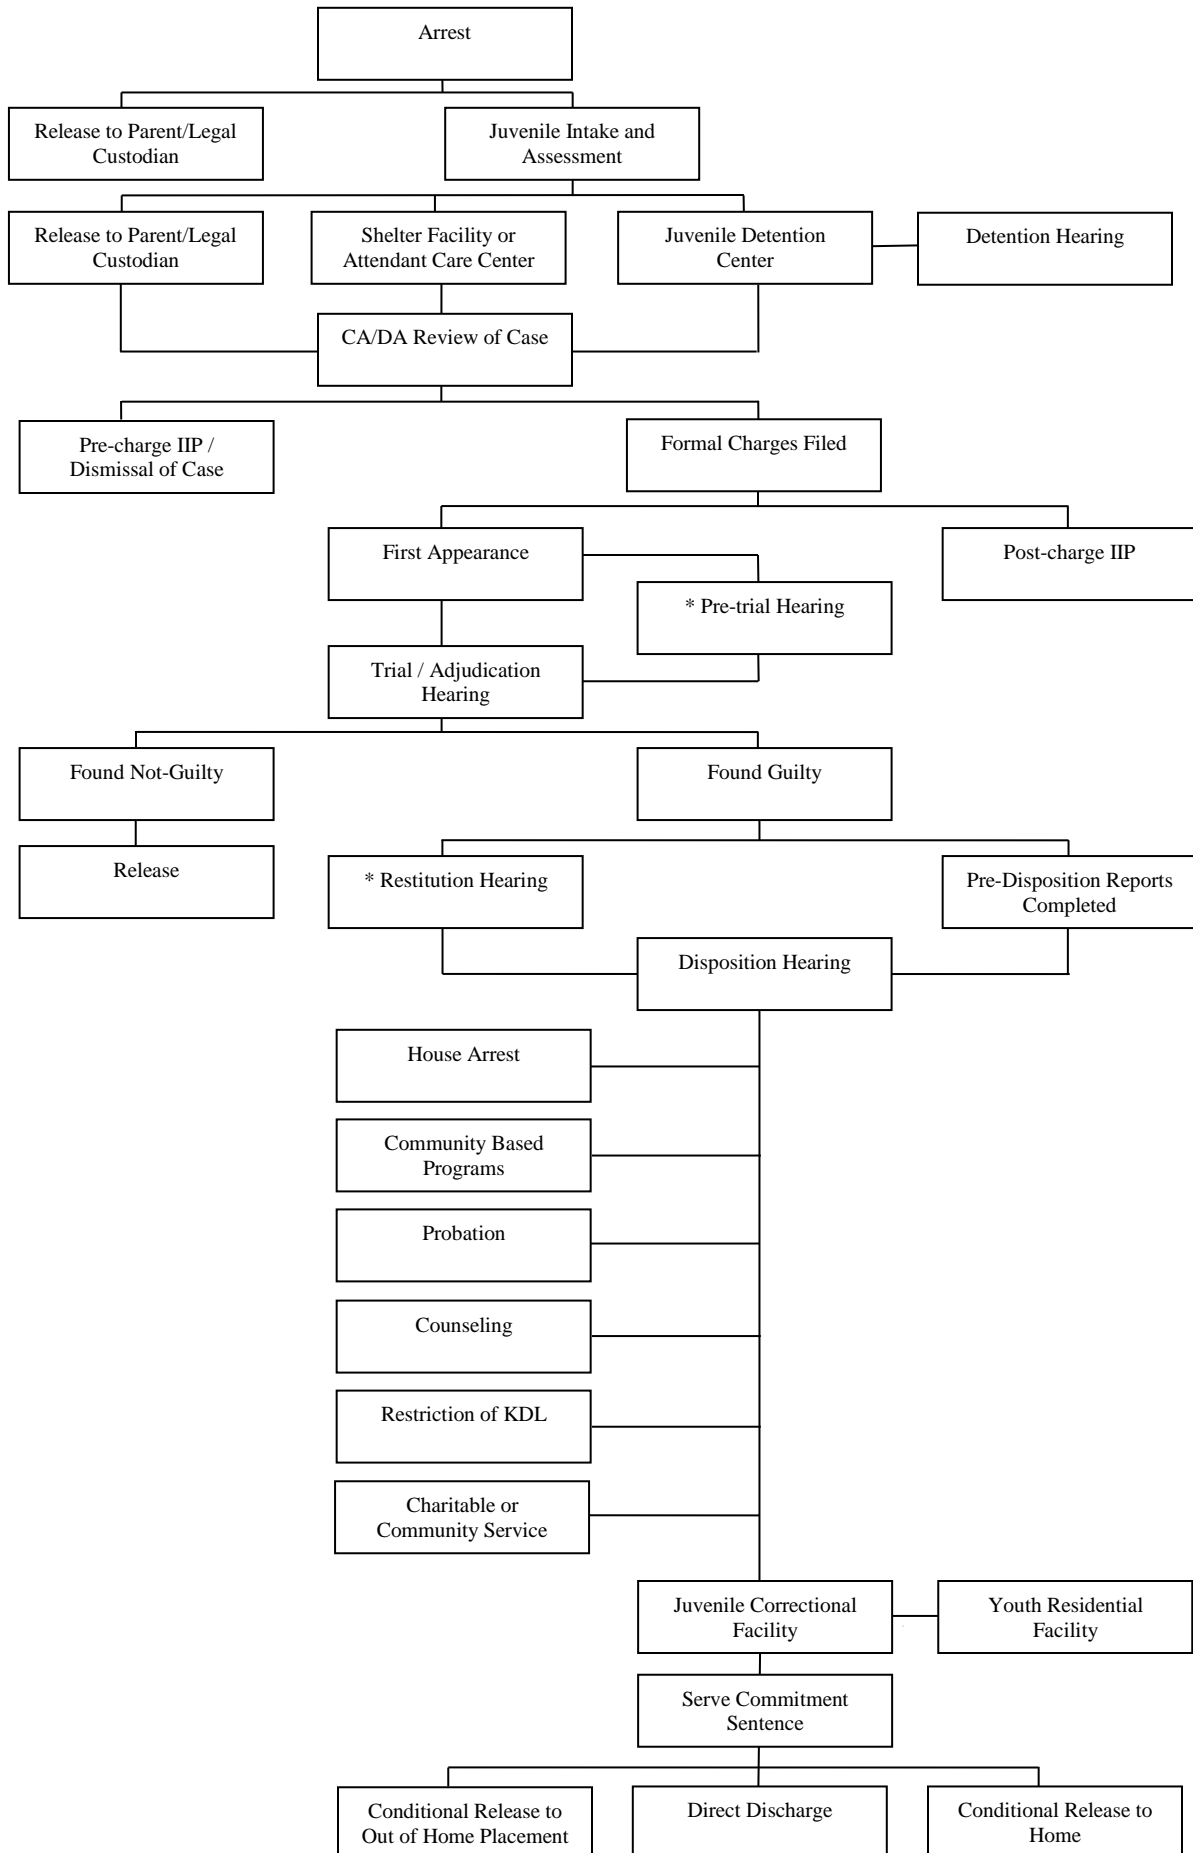 Arrest
Release to Parent/Legal
Custodian
Juvenile Intake and
Assessment
Release to Parent/Legal
Custodian
Shelter Facility or
Attendant Care Center
Juvenile Detention
Center
Detention Hearing
CA/DA Review of Case
Pre-charge IIP /
Dismissal of Case
Formal Charges Filed
First Appearance
Post-charge IIP
* Pre-trial Hearing
Trial / Adjudication
Hearing
Found Not-Guilty
Found Guilty
Release
* Restitution Hearing
Pre-Disposition Reports
Completed
Disposition Hearing
House Arrest
Community Based
Programs
Probation
Counseling
Restriction of KDL
Charitable or
Community Service
Juvenile Correctional
Facility
Youth Residential
Facility
Serve Commitment
Sentence
Conditional Release to
Out of Home Placement
Direct Discharge
Conditional Release to
Home